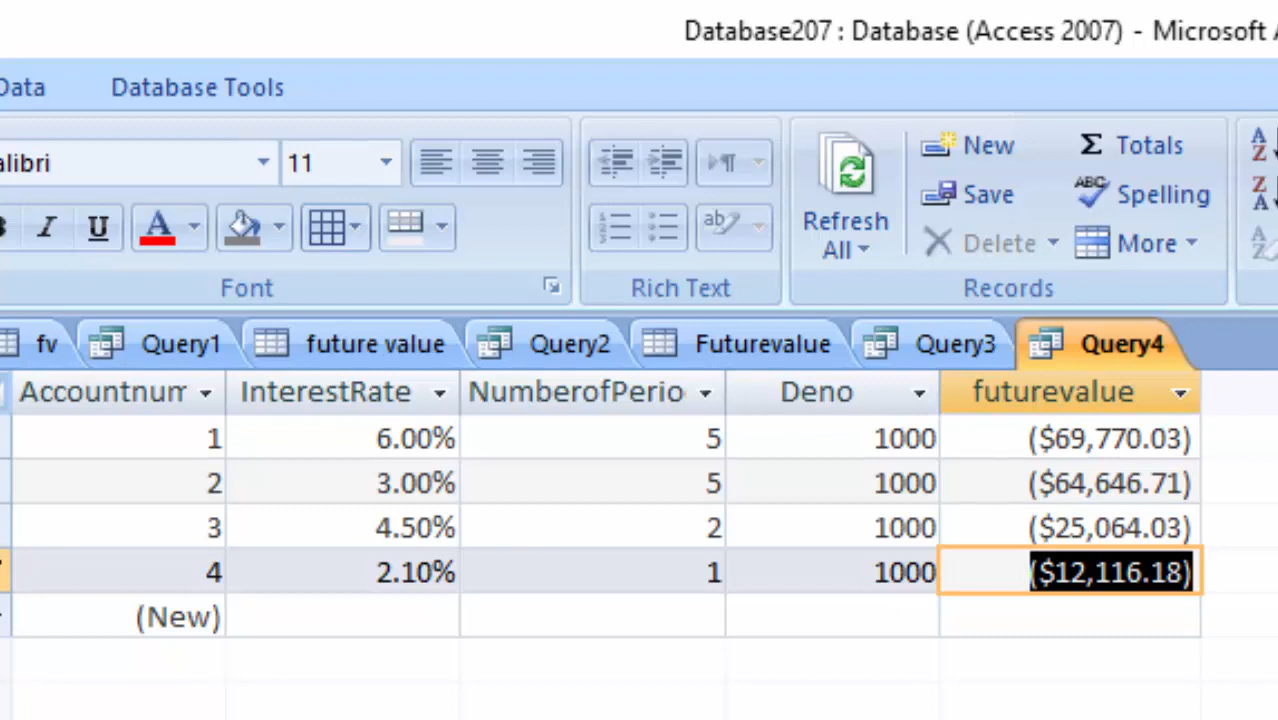 Database207 : Database (Access 2007) - Microsoft
Data Database Tools
alibri 11
New Totals
Save Spelling
Refresh All Delete More
I U A ab
Font Rich Text Records
fv Query1 future value Query2 Futurevalue Query3 Query4
Accountnum InterestRate NumberofPerio Deno futurevalue
1 6.00% 5 1000 ($69,770.03)
2 3.00% 5 1000 ($64,646.71)
3 4.50% 2 1000 ($25,064.03)
4 2.10% 1 1000 ($12,116.18)
(New)